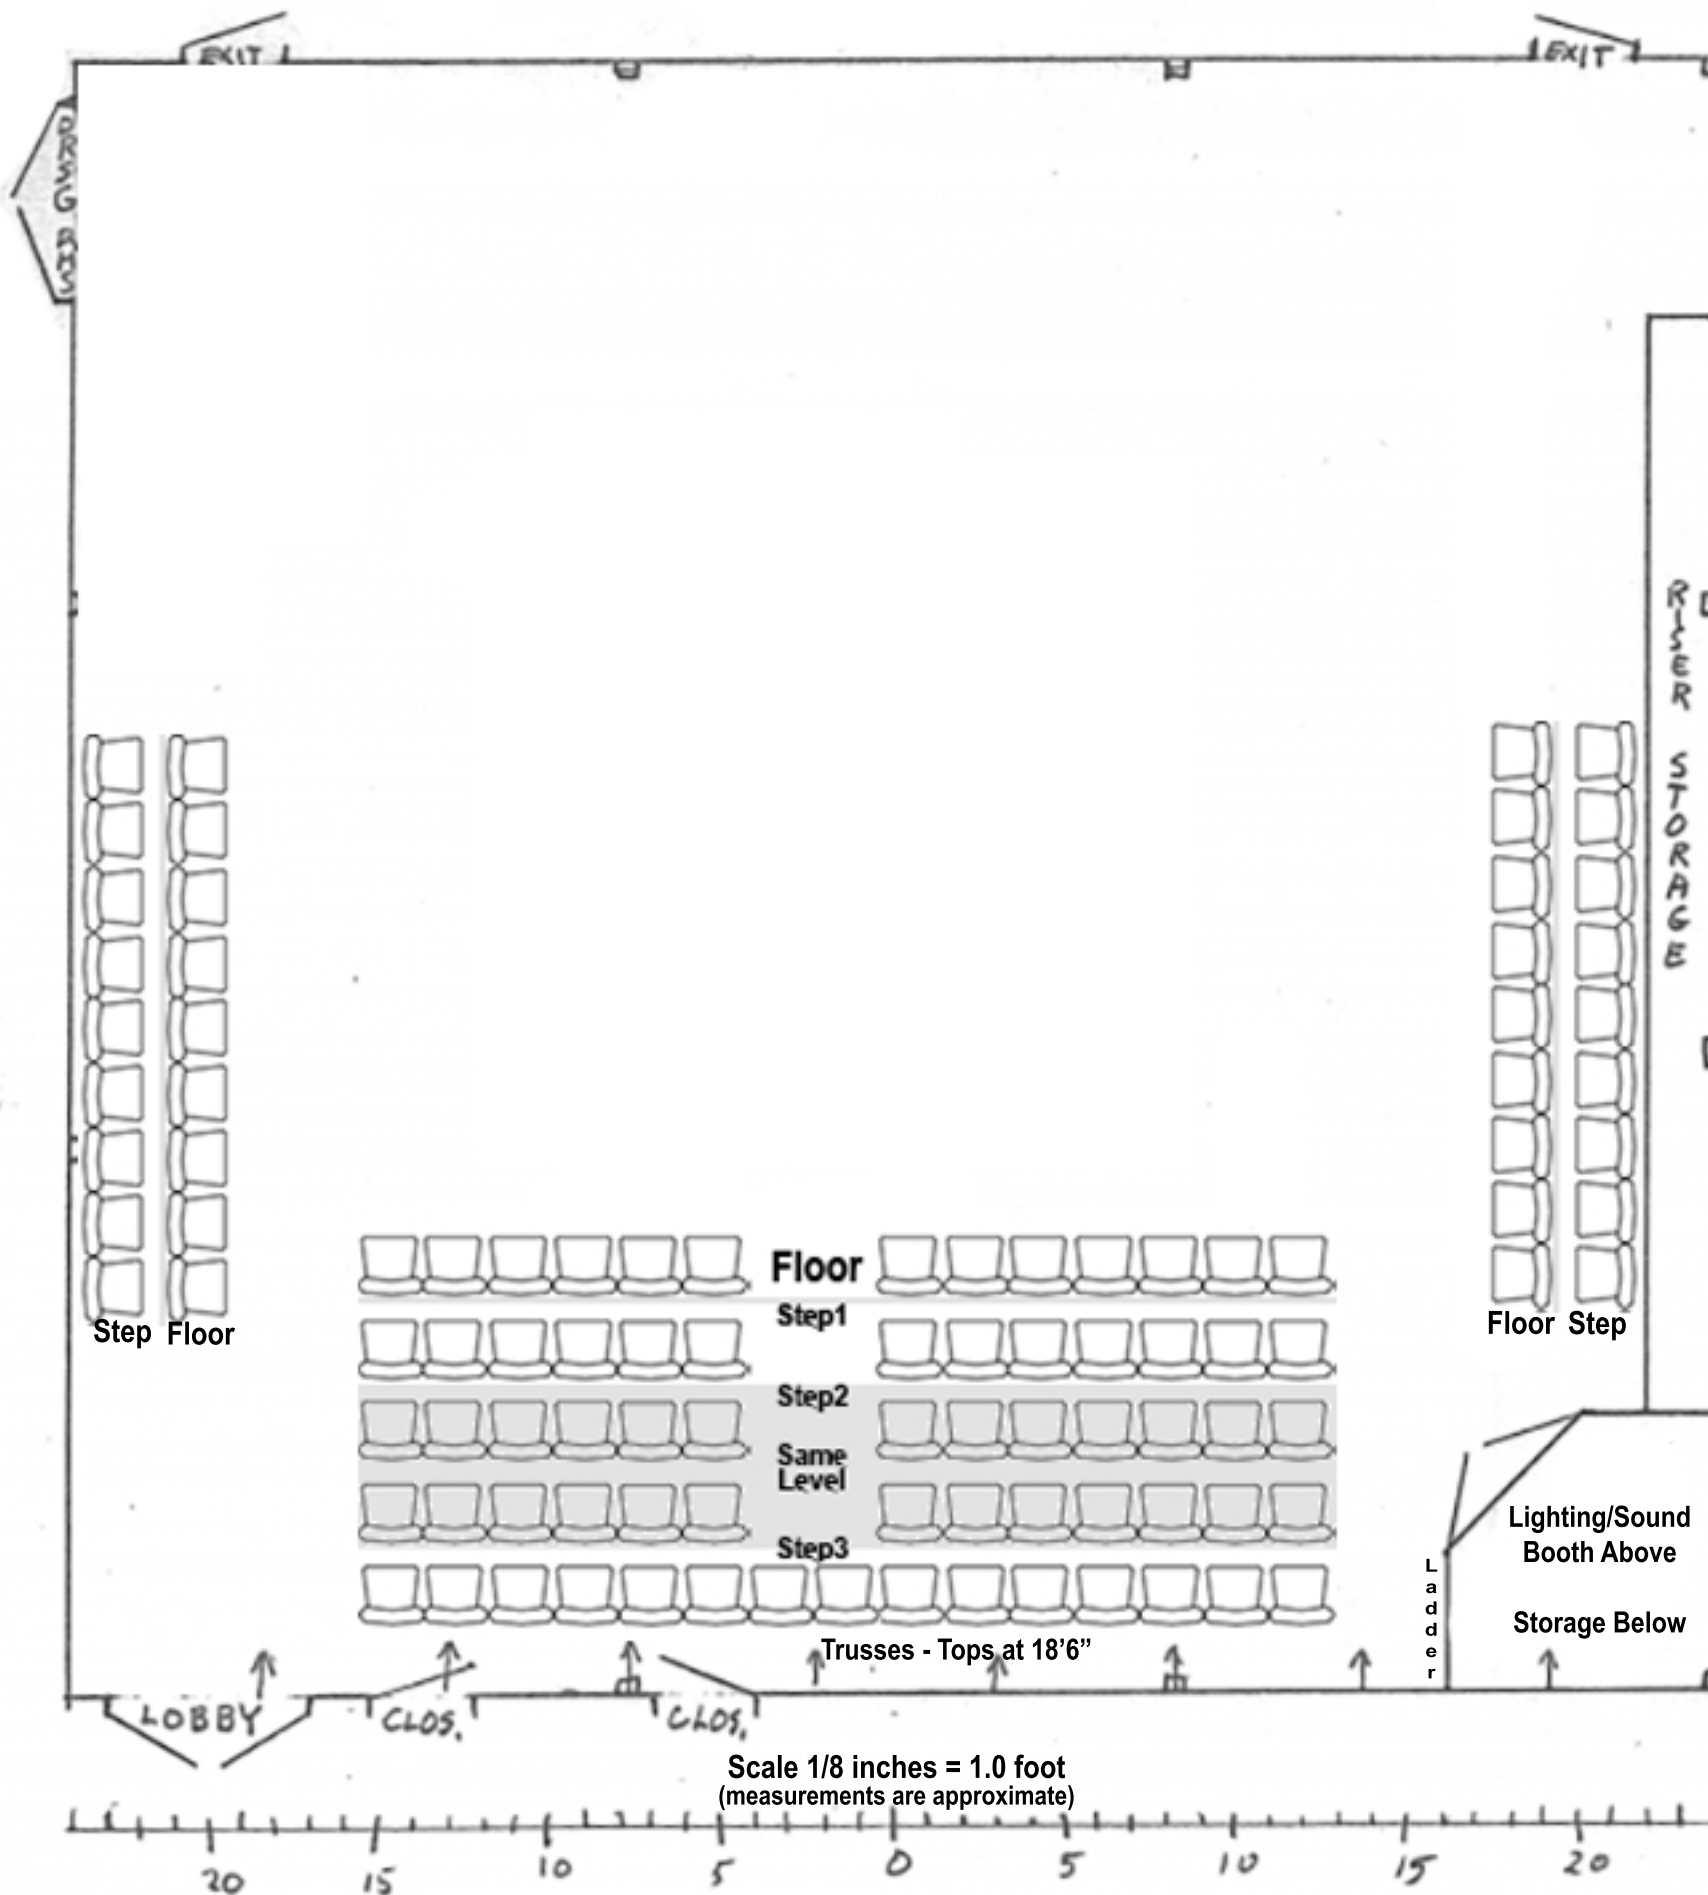 EXIT
EXIT
DRSG RMS
RISER STORAGE
Floor
Step1
Step Floor
Floor Step
Step2
Same
Level
Step3
Lighting/Sound
Booth Above
Ladder
Storage Below
Trusses - Tops at 18’6”
LOBBY
CLOS.
CLOS.
Scale 1/8 inches = 1.0 foot
(measurements are approximate)
20 15 10 5 0 5 10 15 20